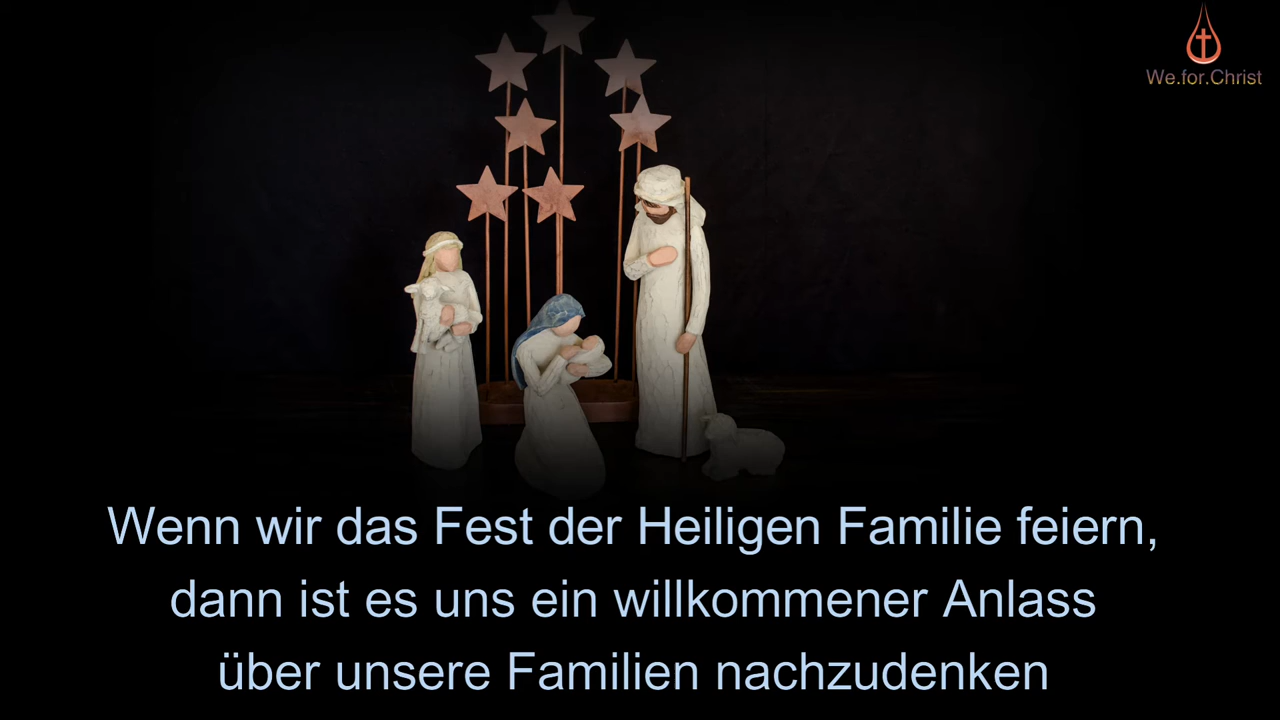 We.for.Christ
Wenn wir das Fest der Heiligen Familie feiern,
dann ist es uns ein willkommener Anlass
über unsere Familien nachzudenken